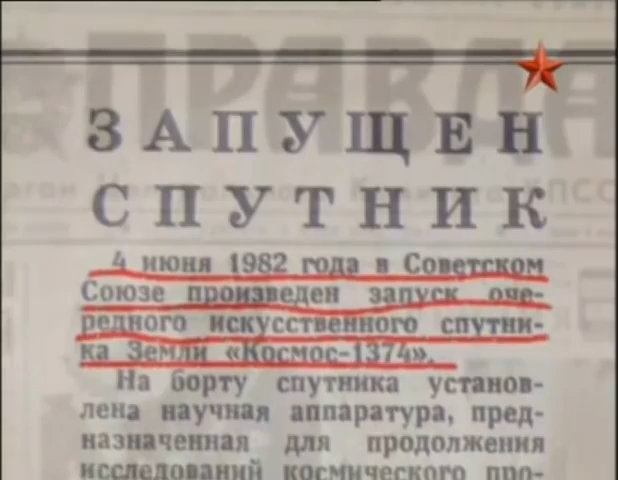 ПРАВДА
ЗАПУЩЕН
СПУТНИК
4 июня 1982 года в Советском
Союзе произведен запуск оче-
редного искусственного спутни-
ка Земли «Космос-1374».
На борту спутника установ-
лена научная аппаратура, пред-
назначенная для продолжения
исследований космического про-